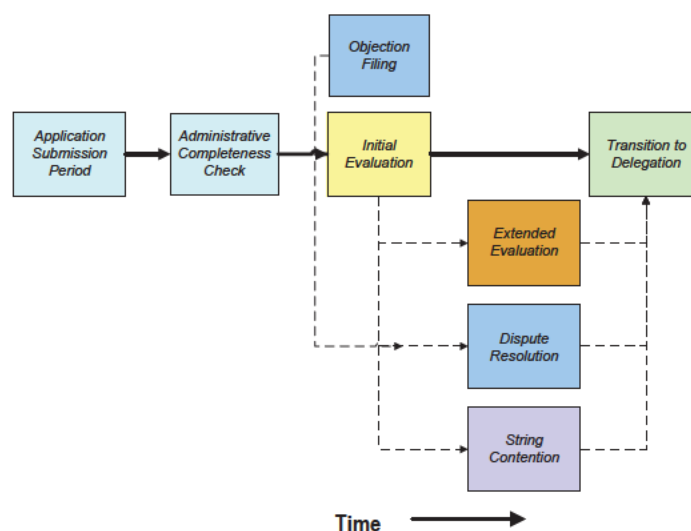 Objection
Filing
Application
Submission
Period
Administrative
Completeness
Check
Initial
Evaluation
Transition to
Delegation
Extended
Evaluation
Dispute
Resolution
String
Contention
Time